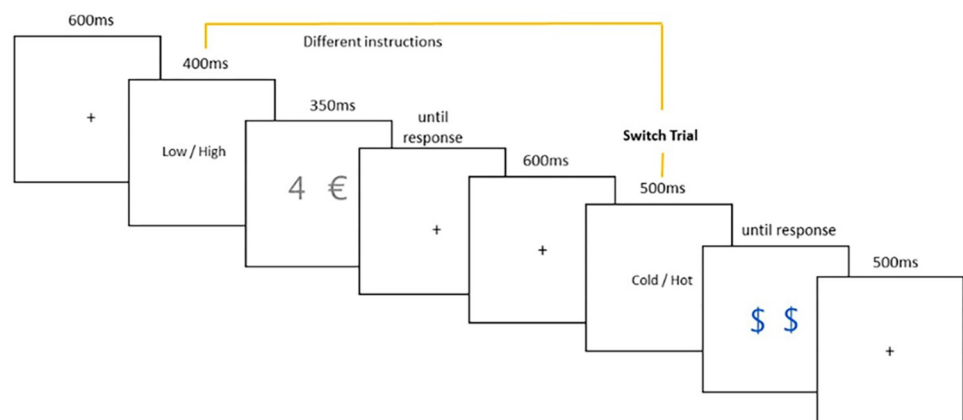 600ms
+
Different instructions
400ms
Low / High
350ms
4 €
until
response
+
600ms
+
Switch Trial
500ms
Cold / Hot
until response
$ $
500ms
+